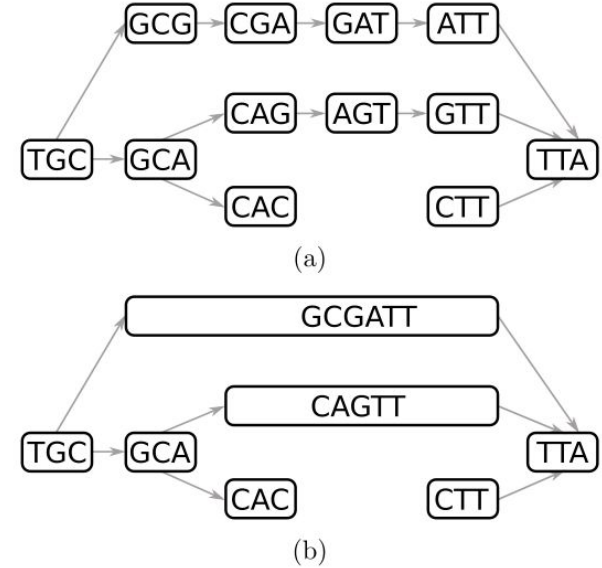 GCG CGA GAT ATT
CAG AGT GTT
TGC GCA TTA
CAC CTT
(a)
GCGATT
CAGTT
TGC GCA TTA
CAC CTT
(b)